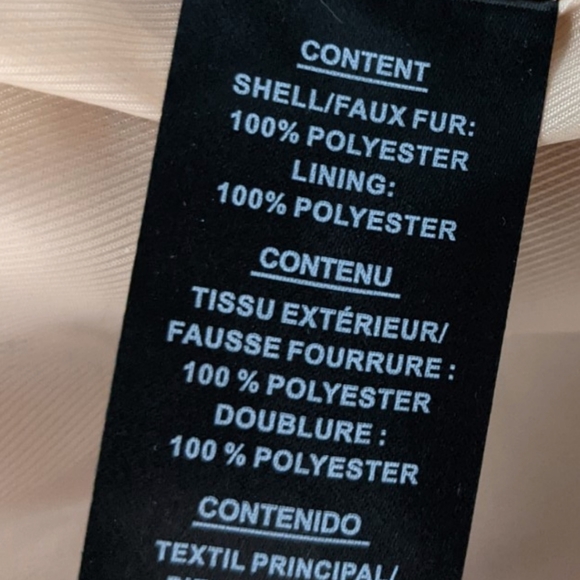 CONTENT
SHELL/FAUX FUR:
100% POLYESTER
LINING:
100% POLYESTER
CONTENU
TISSU EXTÉRIEUR/
FAUSSE FOURRURE :
100 % POLYESTER
DOUBLURE :
100 % POLYESTER
CONTENIDO
TEXTIL PRINCIPAL/